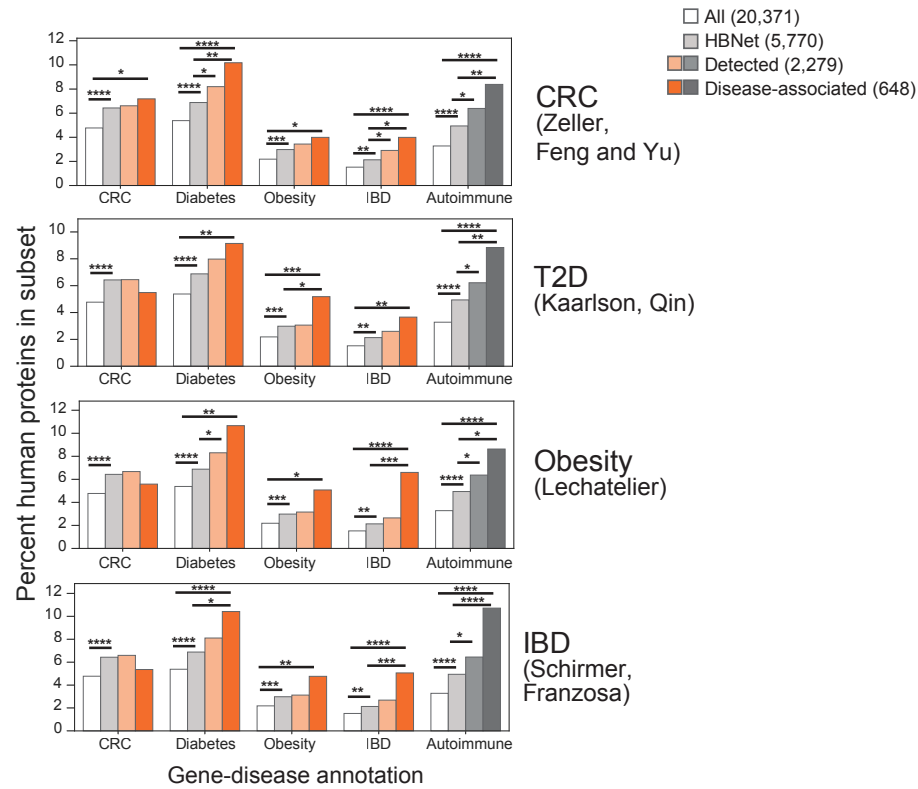 All (20,371)
HBNet (5,770)
Detected (2,279)
Disease-associated (648)
Percent human proteins in subset
12
10
8
6
4
2
0
* **** **** ** * **** * *** **** * * ** **** ** * ****
CRC Diabetes Obesity IBD Autoimmune
CRC
(Zeller,
Feng and Yu)
10
8
6
4
2
0
**** ** **** *** * *** ** ** **** ** * ****
CRC Diabetes Obesity IBD Autoimmune
T2D
(Kaarlson, Qin)
12
10
8
6
4
2
0
**** ** * **** * *** **** *** ** **** * * ****
CRC Diabetes Obesity IBD Autoimmune
Obesity
(Lechatelier)
12
10
8
6
4
2
0
**** **** * **** ** *** **** *** ** **** **** * ****
CRC Diabetes Obesity IBD Autoimmune
IBD
(Schirmer,
Franzosa)
Gene-disease annotation